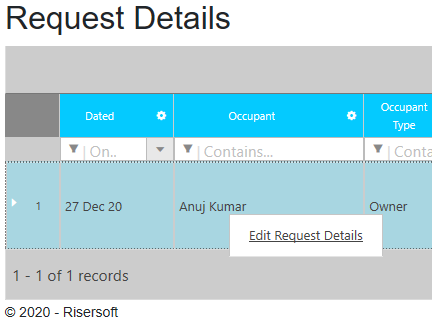 Request Details
Dated
Occupant
Occupant
Type
On..
Contains...
Conta
1
27 Dec 20
Anuj Kumar
Owner
Edit Request Details
1 - 1 of 1 records
© 2020 - Risersoft